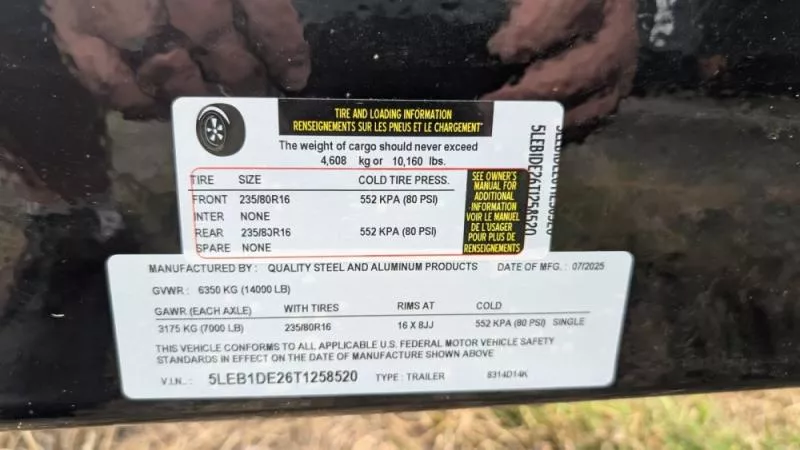 TIRE AND LOADING INFORMATION
RENSEIGNEMENTS SUR LES PNEUS ET LE CHARGEMENT
The weight of cargo should never exceed
4,608 kg or 10,160 lbs.
TIRE SIZE COLD TIRE PRESS.
FRONT 235/80R16 552 KPA (80 PSI)
INTER NONE
REAR 235/80R16 552 KPA (80 PSI)
SPARE NONE
SEE OWNER'S
MANUAL FOR
ADDITIONAL
INFORMATION
VOIR LE MANUEL
DE L'USAGER
POUR PLUS DE
RENSEIGNEMENTS
5LEB1DE26T1258520
MANUFACTURED BY: QUALITY STEEL AND ALUMINUM PRODUCTS DATE OF MFG.: 07/2025
GVWR: 6350 KG (14000 LB)
GAWR (EACH AXLE) WITH TIRES RIMS AT COLD
3175 KG (7000 LB) 235/80R16 16 X 8JJ 552 KPA (80 PSI) SINGLE
THIS VEHICLE CONFORMS TO ALL APPLICABLE U.S. FEDERAL MOTOR VEHICLE SAFETY
STANDARDS IN EFFECT ON THE DATE OF MANUFACTURE SHOWN ABOVE
V.I.N.: 5LEB1DE26T1258520 TYPE: TRAILER 8314D14K